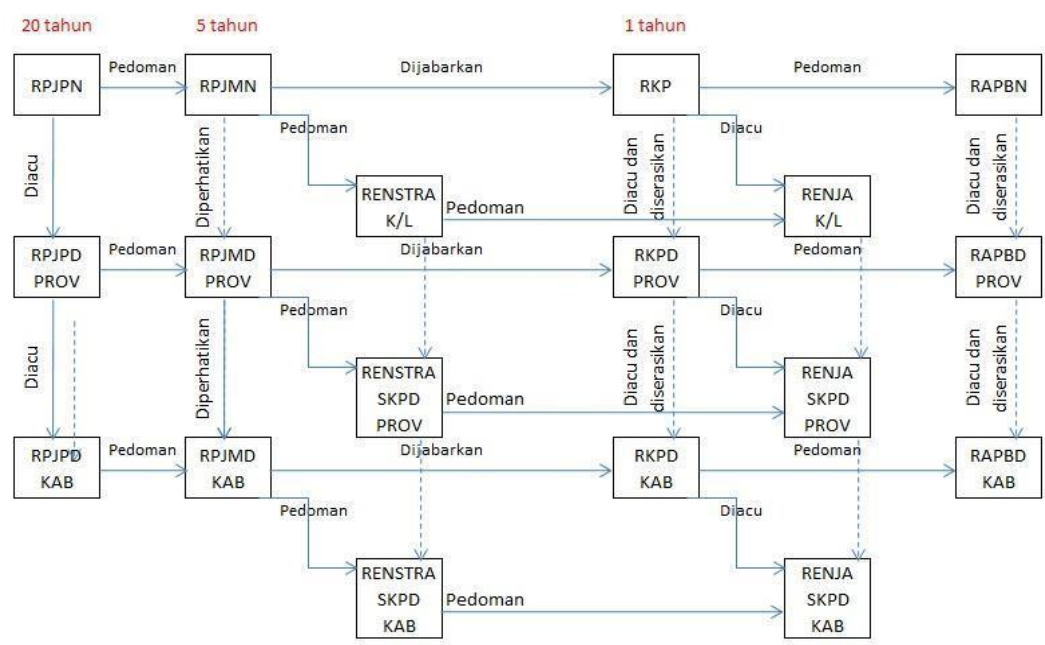 20 tahun
5 tahun
1 tahun
RPJPN
Pedoman
RPJMN
Dijabarkan
RKP
Pedoman
RAPBN
Diacu
Diperhatikan
Pedoman
Diacu dan
diserasikan
Diacu
Diacu dan
diserasikan
RENSTRA
K/L
Pedoman
RENJA
K/L
RPJPD
PROV
Pedoman
RPJMD
PROV
Dijabarkan
RKPD
PROV
Pedoman
RAPBD
PROV
Diacu
Diperhatikan
Pedoman
Diacu dan
diserasikan
Diacu
Diacu dan
diserasikan
RENSTRA
SKPD
PROV
Pedoman
RENJA
SKPD
PROV
RPJPD
KAB
Pedoman
RPJMD
KAB
Dijabarkan
RKPD
KAB
Pedoman
RAPBD
KAB
Pedoman
Diacu
RENSTRA
SKPD
KAB
Pedoman
RENJA
SKPD
KAB